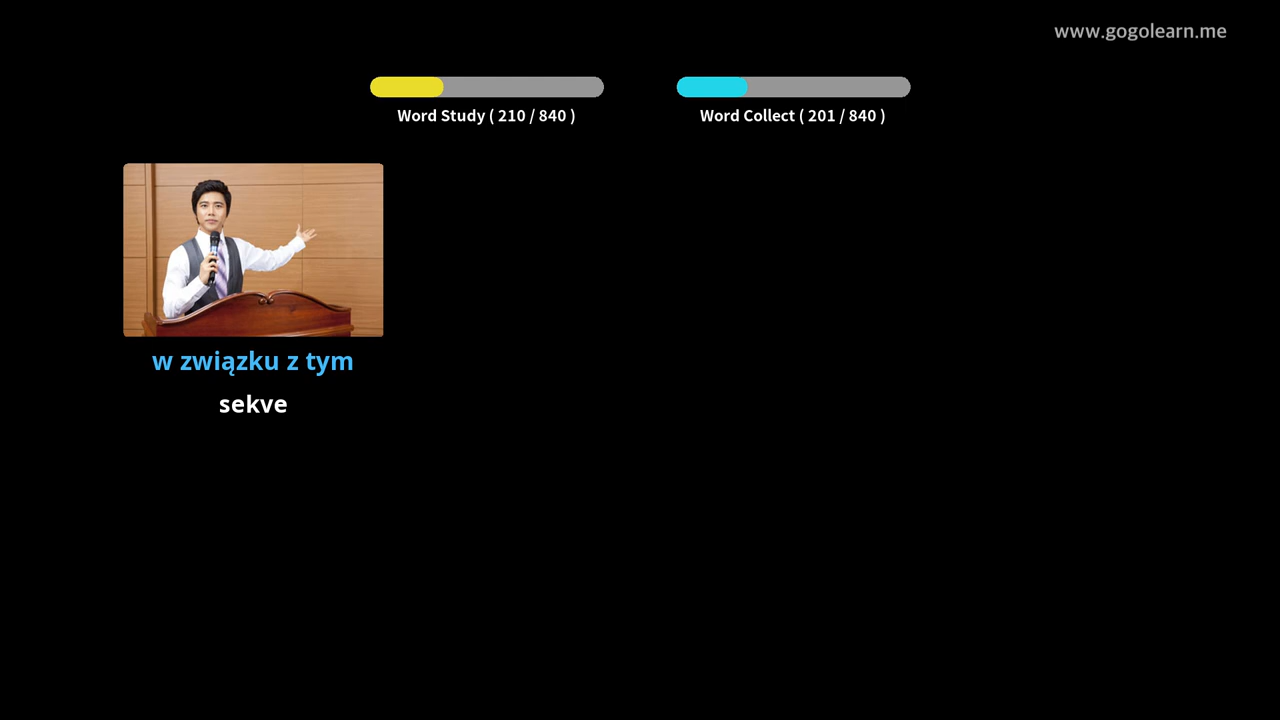 www.gogolearn.me
Word Study ( 210 / 840 )
Word Collect ( 201 / 840 )
w związku z tym
sekve